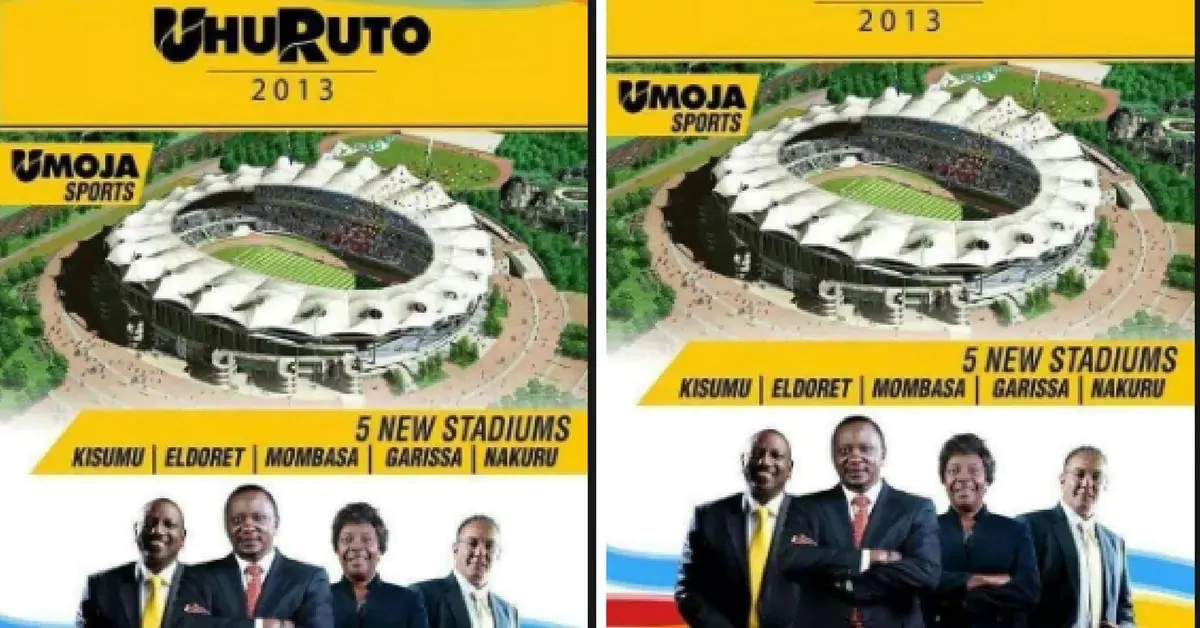 UHURUTO
2013
UMOJA
SPORTS
5 NEW STADIUMS
KISUMU | ELDORET | MOMBASA | GARISSA | NAKURU
2013
UMOJA
SPORTS
5 NEW STADIUMS
KISUMU | ELDORET | MOMBASA | GARISSA | NAKURU